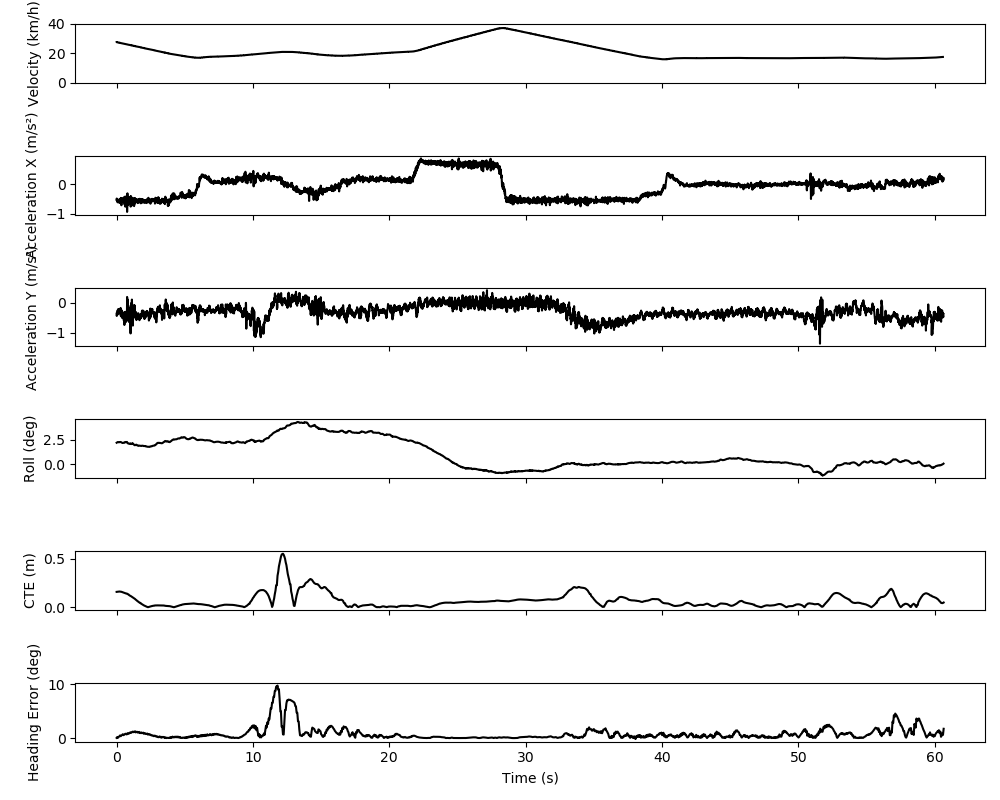 Velocity (km/h)
40
20
0
Acceleration X (m/s²)
0
−1
Acceleration Y (m/s²)
0
−1
Roll (deg)
2.5
0.0
CTE (m)
0.5
0.0
Heading Error (deg)
10
0
0 10 20 30 40 50 60
Time (s)